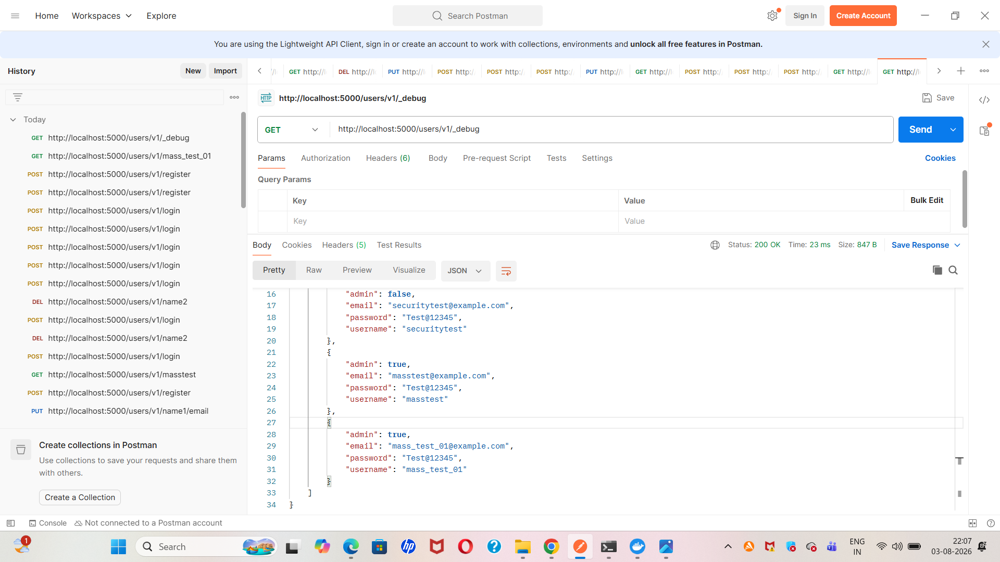 Home
Workspaces
Explore
Search Postman
Sign In
Create Account
You are using the Lightweight API Client, sign in or create an account to work with collections, environments and unlock all free features in Postman.
History
New
Import
GET http://l
DEL http://l
PUT http://l
POST http:/
POST http:/
POST http:/
PUT http://l
GET http://l
POST http:/
POST http:/
POST http:/
GET http://l
GET http://l
HTTP http://localhost:5000/users/v1/_debug
Save
GET
http://localhost:5000/users/v1/_debug
Send
Params
Authorization
Headers (6)
Body
Pre-request Script
Tests
Settings
Cookies
Query Params
Key
Value
Bulk Edit
Key
Value
Today
GET http://localhost:5000/users/v1/_debug
GET http://localhost:5000/users/v1/mass_test_01
POST http://localhost:5000/users/v1/register
POST http://localhost:5000/users/v1/register
POST http://localhost:5000/users/v1/login
POST http://localhost:5000/users/v1/login
POST http://localhost:5000/users/v1/login
POST http://localhost:5000/users/v1/login
POST http://localhost:5000/users/v1/login
DEL http://localhost:5000/users/v1/name2
POST http://localhost:5000/users/v1/login
DEL http://localhost:5000/users/v1/name2
POST http://localhost:5000/users/v1/login
GET http://localhost:5000/users/v1/masstest
POST http://localhost:5000/users/v1/register
PUT http://localhost:5000/users/v1/name1/email
Create collections in Postman
Use collections to save your requests and share them
with others.
Create a Collection
Body
Cookies
Headers (5)
Test Results
Status: 200 OK
Time: 23 ms
Size: 847 B
Save Response
Pretty
Raw
Preview
Visualize
JSON
16 "admin": false,
17 "email": "securitytest@example.com",
18 "password": "Test@12345",
19 "username": "securitytest"
20 },
21 {
22 "admin": true,
23 "email": "masstest@example.com",
24 "password": "Test@12345",
25 "username": "masstest"
26 },
27 {
28 "admin": true,
29 "email": "mass_test_01@example.com",
30 "password": "Test@12345",
31 "username": "mass_test_01"
32 }
33 ]
34 }
Console
Not connected to a Postman account
1
Search
hp
ENG
IN
22:07
03-08-2026